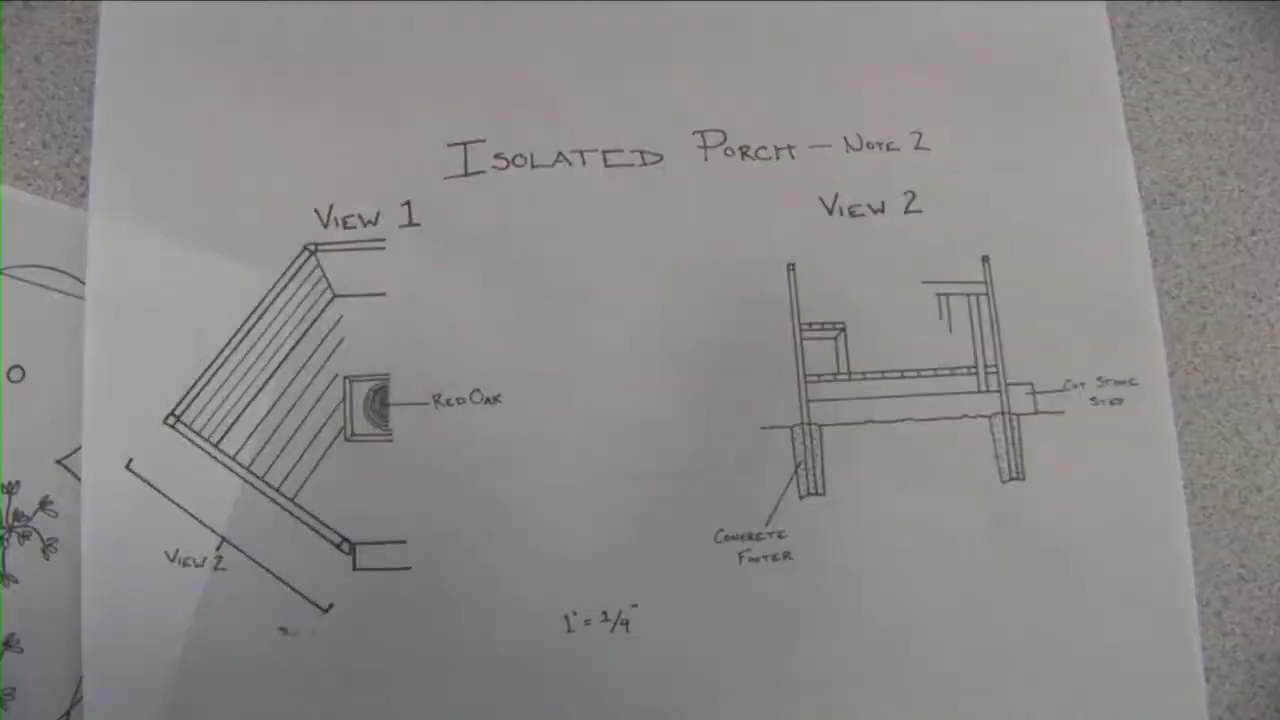 ISOLATED PORCH – NOTE 2
VIEW 1
VIEW 2
RED OAK
CUT STONE
STEP
VIEW 2
CONCRETE
FOOTER
1' = 1/4"